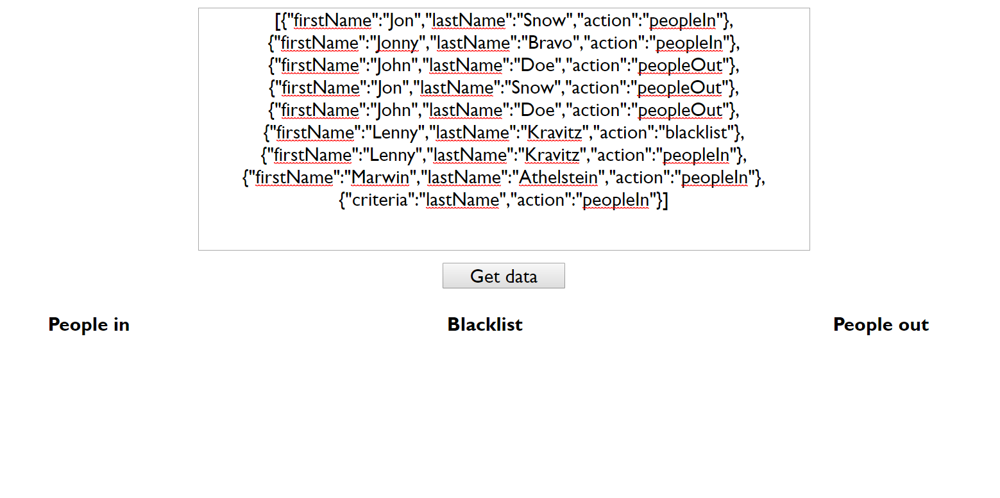 [{"firstName":"Jon","lastName":"Snow","action":"peopleIn"},
{"firstName":"Jonny","lastName":"Bravo","action":"peopleIn"},
{"firstName":"John","lastName":"Doe","action":"peopleOut"},
{"firstName":"Jon","lastName":"Snow","action":"peopleOut"},
{"firstName":"John","lastName":"Doe","action":"peopleOut"},
{"firstName":"Lenny","lastName":"Kravitz","action":"blacklist"},
{"firstName":"Lenny","lastName":"Kravitz","action":"peopleIn"},
{"firstName":"Marwin","lastName":"Athelstein","action":"peopleIn"},
{"criteria":"lastName","action":"peopleIn"}]
Get data
People in
Blacklist
People out